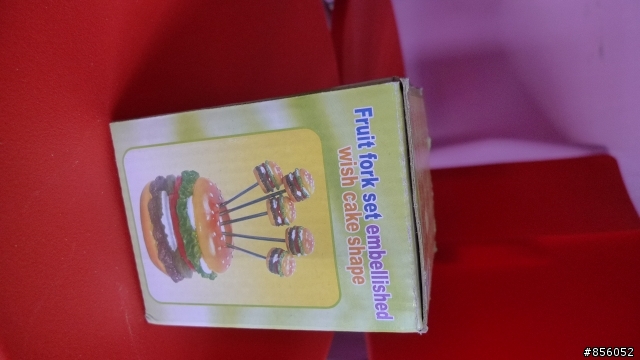 Fruit fork set embellished
wish cake shape
#856052